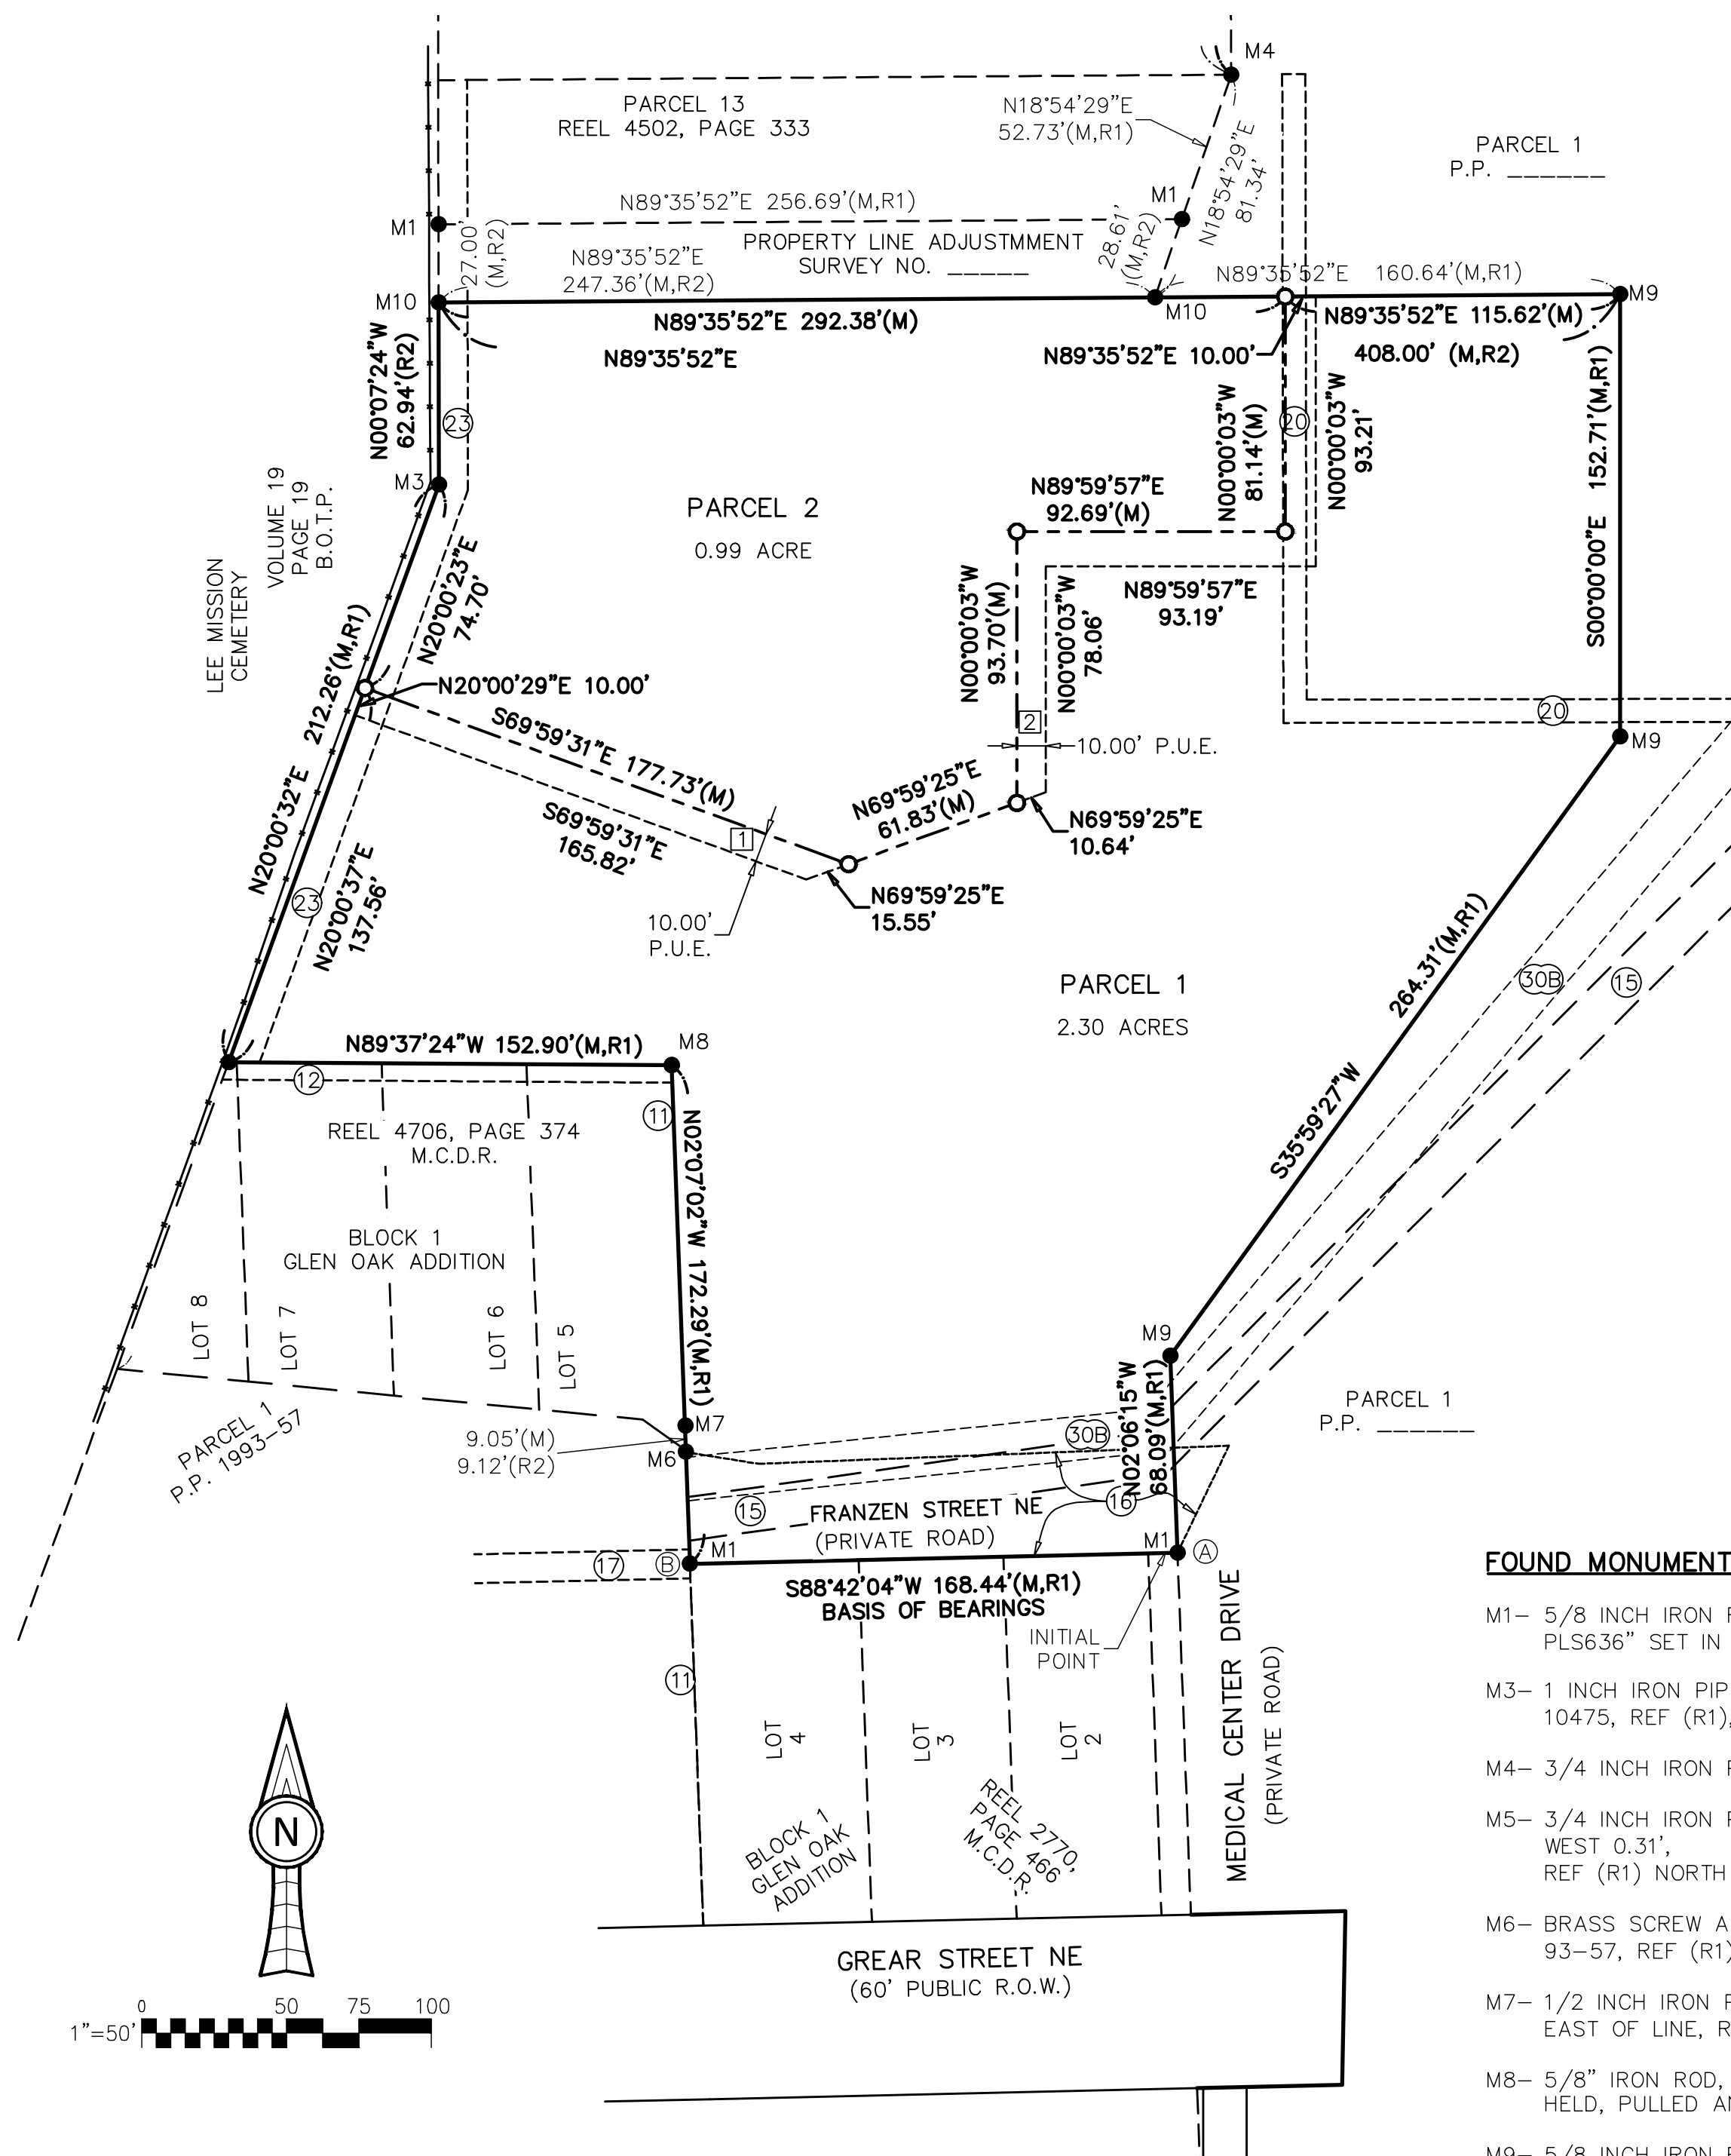 M4
PARCEL 13
REEL 4502, PAGE 333
N18°54'29"E
52.73'(M,R1)
N18°54'29"E
81.34'
PARCEL 1
P.P. ______
N89°35'52"E 256.69'(M,R1)
M1
M1
27.00'
(M,R2)
N89°35'52"E
247.36'(M,R2)
PROPERTY LINE ADJUSTMMENT
SURVEY NO. _____
28.61'
(M,R2)
N89°35'52"E 160.64'(M,R1)
M10
M10
M9
N89°35'52"E 292.38'(M)
N89°35'52"E
N89°35'52"E 10.00'
N89°35'52"E 115.62'(M)
408.00' (M,R2)
N00°07'24"W
62.94'(R2)
23
20
N00°00'03"W
81.14'(M)
N00°00'03"W
93.21'
S00°00'00"E 152.71'(M,R1)
M3
VOLUME 19
PAGE 19
B.O.T.P.
LEE MISSION
CEMETERY
PARCEL 2
0.99 ACRE
N89°59'57"E
92.69'(M)
N89°59'57"E
93.19'
N00°00'03"W
93.70'(M)
N00°00'03"W
78.06'
N20°00'23"E
74.70'
N20°00'29"E 10.00'
N20°00'32"E 212.26'(M,R1)
S69°59'31"E 177.73'(M)
S69°59'31"E
165.82'
2
10.00' P.U.E.
20
M9
N69°59'25"E
61.83'(M)
N69°59'25"E
10.64'
1
N69°59'25"E
15.55'
10.00'
P.U.E.
23
N20°00'37"E
137.56'
PARCEL 1
2.30 ACRES
S35°59'27"W 264.31'(M,R1)
30B
15
N89°37'24"W 152.90'(M,R1)
M8
12
11
REEL 4706, PAGE 374
M.C.D.R.
N02°07'02"W 172.29'(M,R1)
BLOCK 1
GLEN OAK ADDITION
LOT 8
LOT 7
LOT 6
LOT 5
M9
N02°06'15"W
68.09'(M,R1)
PARCEL 1
P.P. ______
PARCEL 1
P.P. 1993-57
M7
9.05'(M)
9.12'(R2)
M6
30B
15
16
FRANZEN STREET NE
(PRIVATE ROAD)
17
B
M1
M1
A
S88°42'04"W 168.44'(M,R1)
BASIS OF BEARINGS
INITIAL
POINT
11
LOT
4
LOT
3
LOT
2
MEDICAL CENTER DRIVE
(PRIVATE ROAD)
BLOCK 1
GLEN OAK
ADDITION
REEL 2770,
PAGE 466
M.C.D.R.
GREAR STREET NE
(60' PUBLIC R.O.W.)
N
0 50 75 100
1"=50'
FOUND MONUMENT
M1- 5/8 INCH IRON
PLS636" SET IN
M3- 1 INCH IRON PIP
10475, REF (R1),
M4- 3/4 INCH IRON
M5- 3/4 INCH IRON
WEST 0.31',
REF (R1) NORTH
M6- BRASS SCREW A
93-57, REF (R1)
M7- 1/2 INCH IRON
EAST OF LINE, R
M8- 5/8" IRON ROD,
HELD, PULLED A
M9- 5/8 INCH IRON